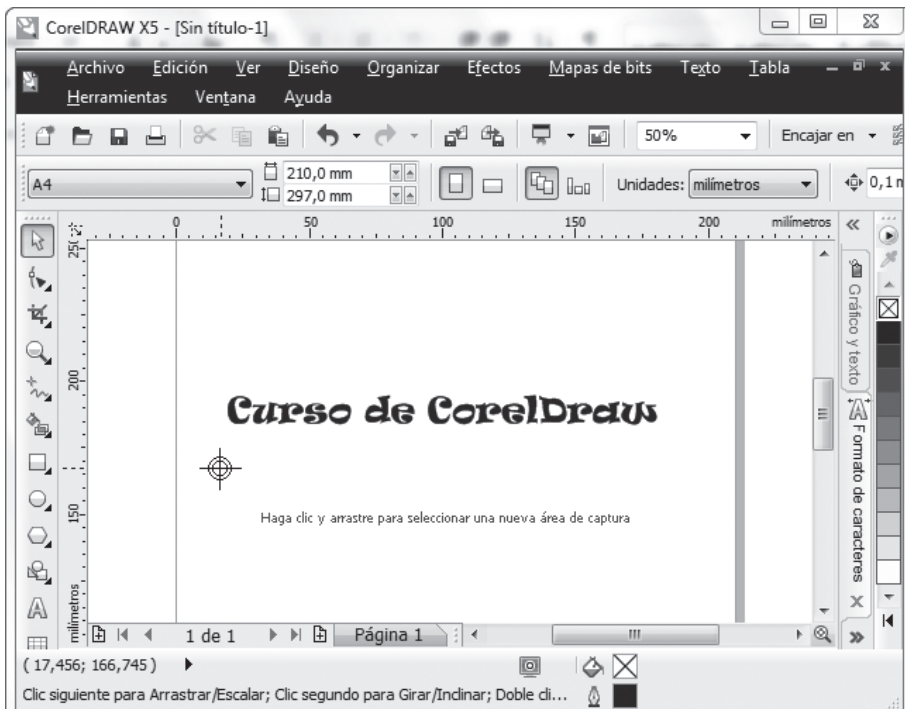 CorelDRAW X5 - [Sin título-1]
Archivo Edición Ver Diseño Organizar Efectos Mapas de bits Texto Tabla
Herramientas Ventana Ayuda
50% Encajar en
A4 210,0 mm Unidades: milímetros 0,1
297,0 mm
0 50 100 150 200 milímetros
250
200
150
milímetros
Curso de CorelDraw
Haga clic y arrastre para seleccionar una nueva área de captura
Gráfico y texto
Formato de caracteres
1 de 1 Página 1
( 17,456; 166,745 )
Clic siguiente para Arrastrar/Escalar; Clic segundo para Girar/Inclinar; Doble cli...